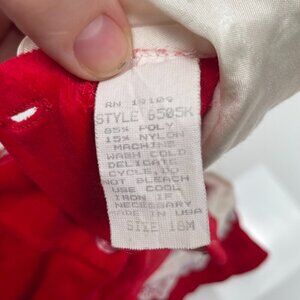 RN 19109
STYLE 6505K
85% POLY
15% NYLON
MACHINE
WASH COLD
DELICATE
CYCLE, DO
NOT BLEACH
USE COOL
IRON IF
NECESSARY
MADE IN USA
SIZE 18M